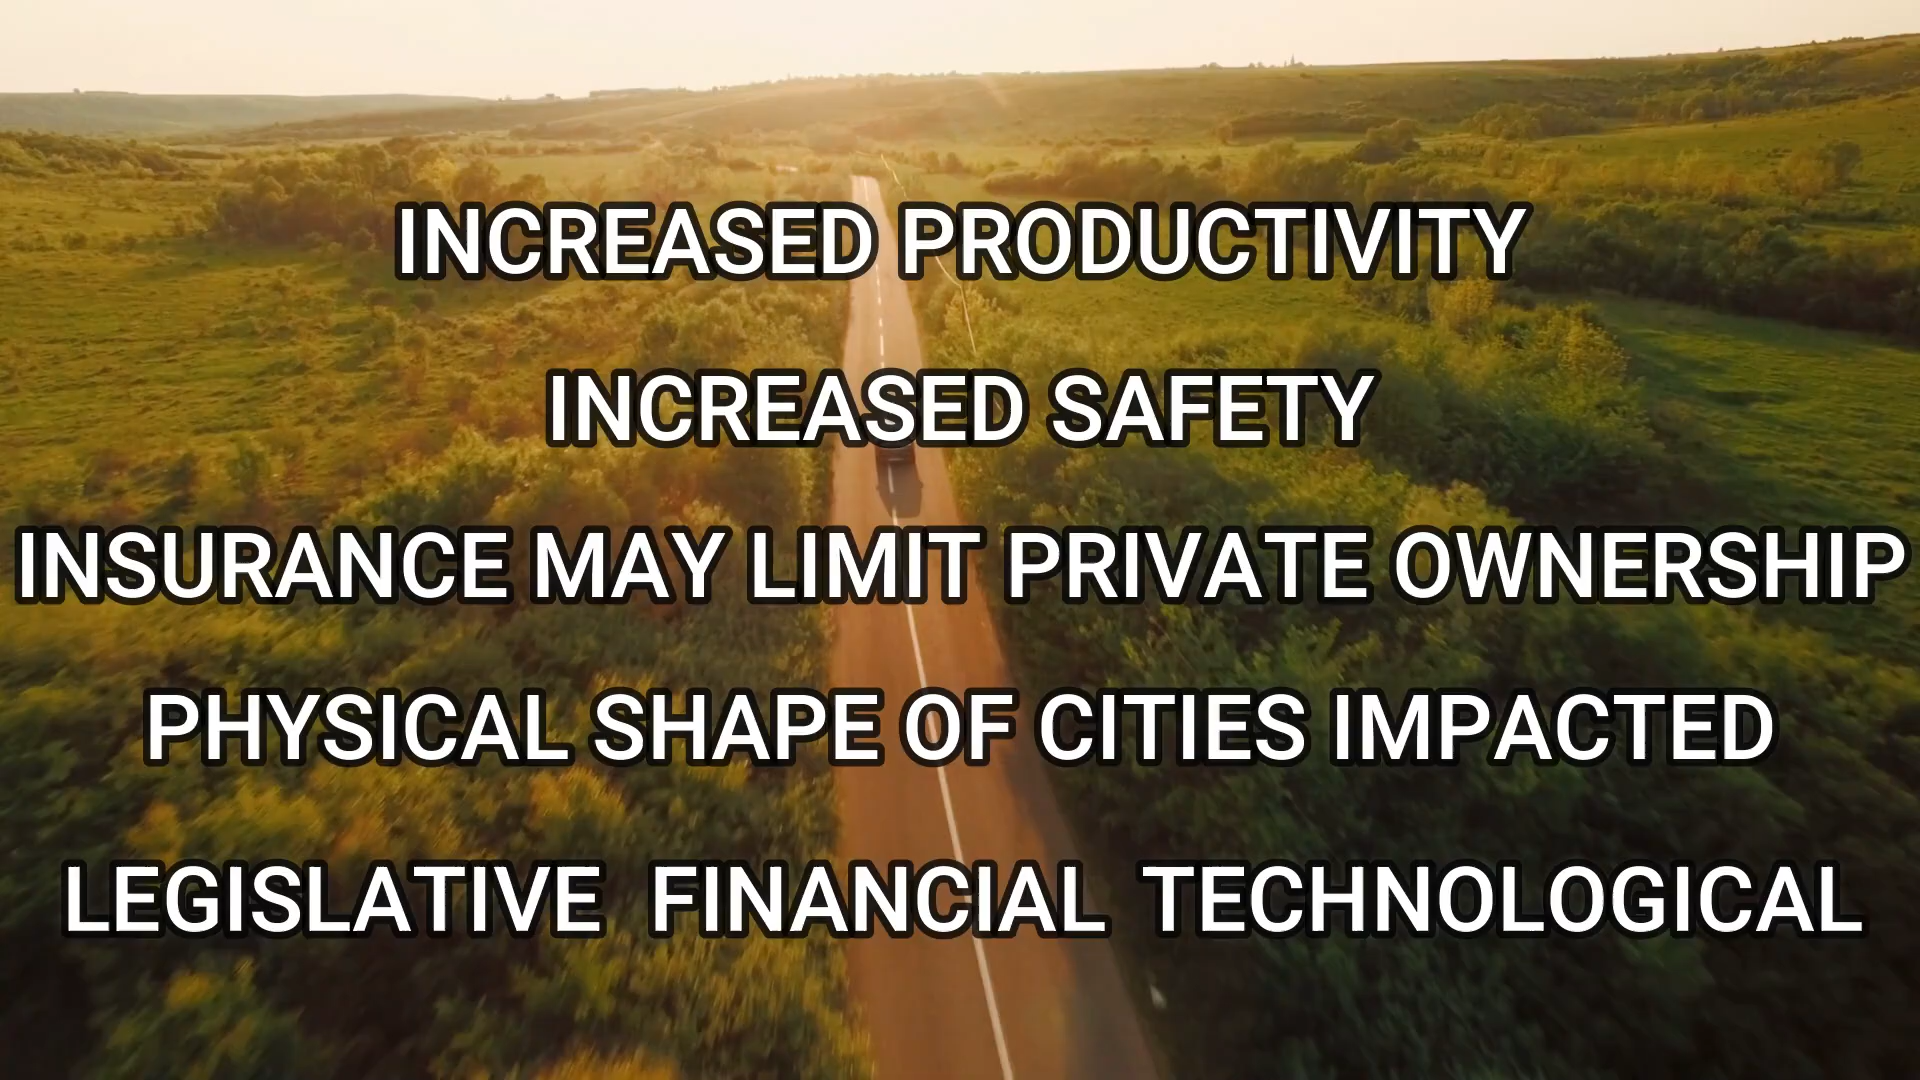 INCREASED PRODUCTIVITY
INCREASED SAFETY
INSURANCE MAY LIMIT PRIVATE OWNERSHIP
PHYSICAL SHAPE OF CITIES IMPACTED
LEGISLATIVE FINANCIAL TECHNOLOGICAL